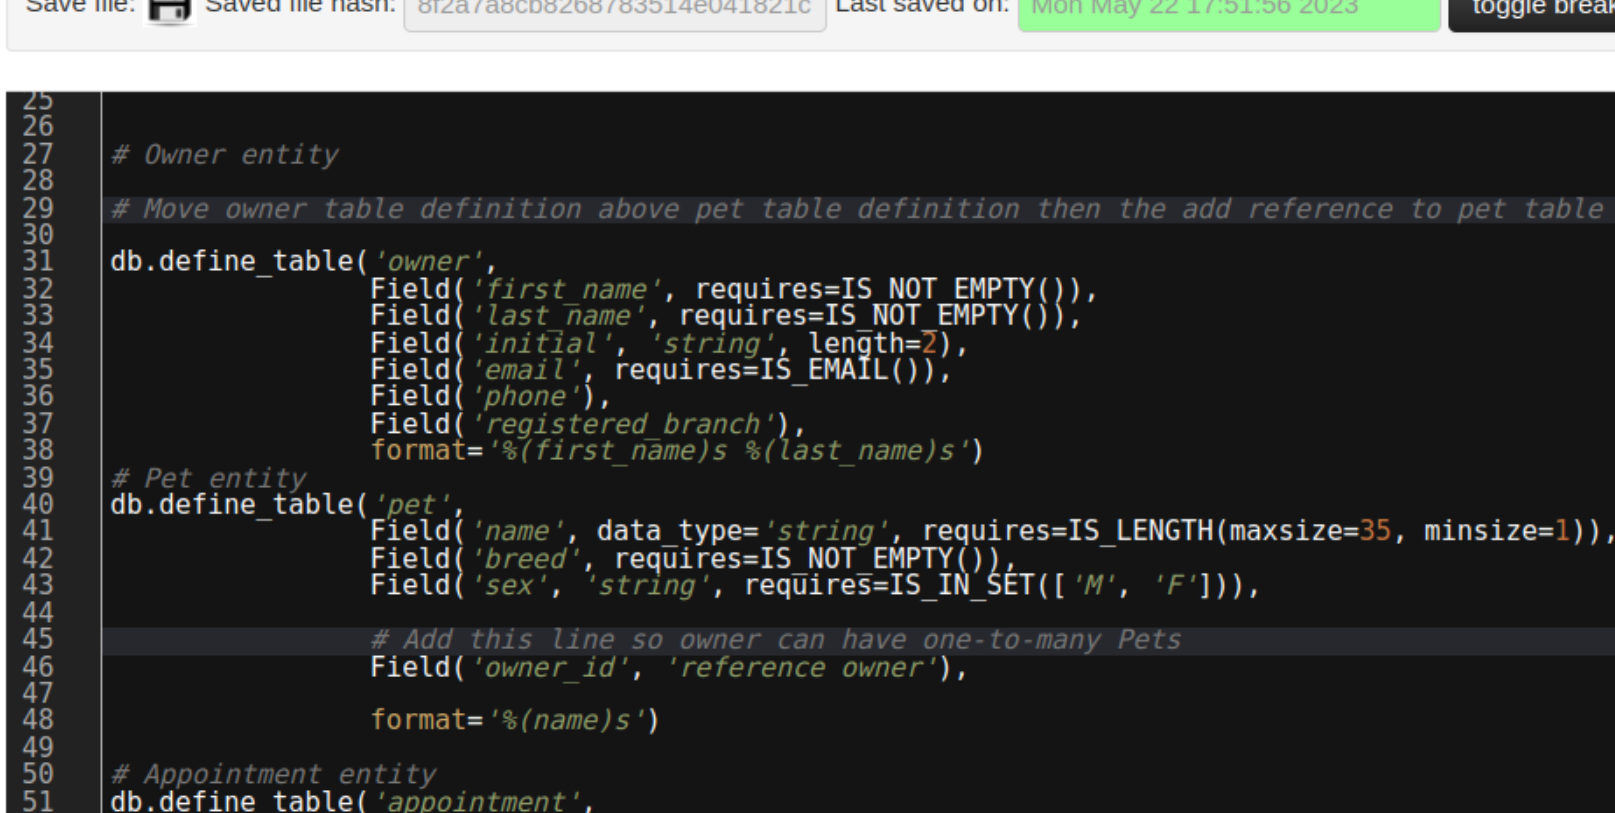 Save file: Saved file hash: 8f2a7a8cb8268783514e041821c Last saved on: Mon May 22 17:51:56 2023 toggle break
25
26
27 # Owner entity
28
29 # Move owner table definition above pet table definition then the add reference to pet table
30
31 db.define_table('owner',
32 Field('first_name', requires=IS_NOT_EMPTY()),
33 Field('last_name', requires=IS_NOT_EMPTY()),
34 Field('initial', 'string', length=2),
35 Field('email', requires=IS_EMAIL()),
36 Field('phone'),
37 Field('registered_branch'),
38 format='%(first_name)s %(last_name)s')
39 # Pet entity
40 db.define_table('pet',
41 Field('name', data_type='string', requires=IS_LENGTH(maxsize=35, minsize=1)),
42 Field('breed', requires=IS_NOT_EMPTY()),
43 Field('sex', 'string', requires=IS_IN_SET(['M', 'F'])),
44
45 # Add this line so owner can have one-to-many Pets
46 Field('owner_id', 'reference owner'),
47
48 format='%(name)s')
49
50 # Appointment entity
51 db.define_table('appointment',